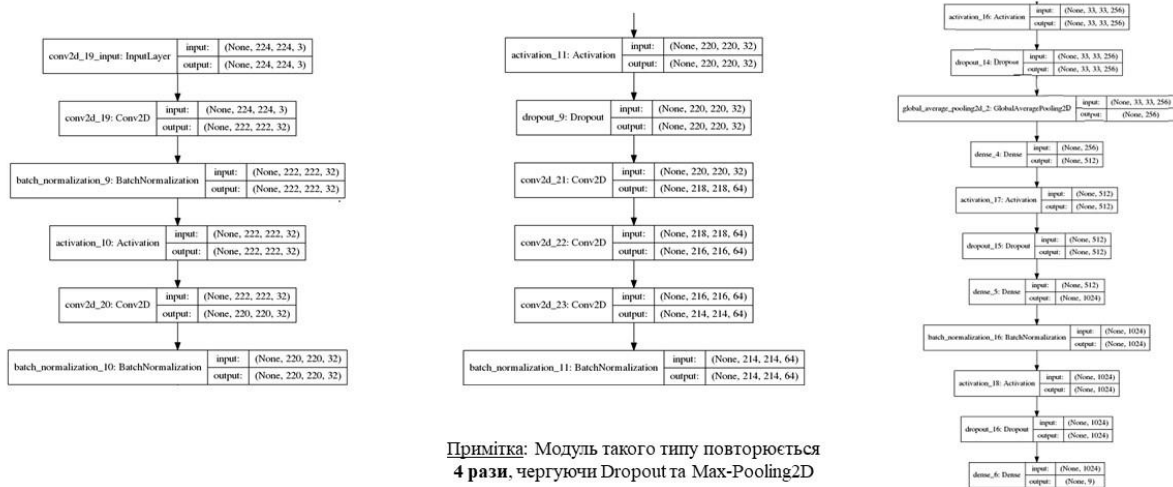 conv2d_19_input: InputLayer input: (None, 224, 224, 3)
output: (None, 224, 224, 3)
conv2d_19: Conv2D input: (None, 224, 224, 3)
output: (None, 222, 222, 32)
batch_normalization_9: BatchNormalization input: (None, 222, 222, 32)
output: (None, 222, 222, 32)
activation_10: Activation input: (None, 222, 222, 32)
output: (None, 222, 222, 32)
conv2d_20: Conv2D input: (None, 222, 222, 32)
output: (None, 220, 220, 32)
batch_normalization_10: BatchNormalization input: (None, 220, 220, 32)
output: (None, 220, 220, 32)
activation_11: Activation input: (None, 220, 220, 32)
output: (None, 220, 220, 32)
dropout_9: Dropout input: (None, 220, 220, 32)
output: (None, 220, 220, 32)
conv2d_21: Conv2D input: (None, 220, 220, 32)
output: (None, 218, 218, 64)
conv2d_22: Conv2D input: (None, 218, 218, 64)
output: (None, 216, 216, 64)
conv2d_23: Conv2D input: (None, 216, 216, 64)
output: (None, 214, 214, 64)
batch_normalization_11: BatchNormalization input: (None, 214, 214, 64)
output: (None, 214, 214, 64)
Примітка: Модуль такого типу повторюється
4 рази, чергуючи Dropout та Max-Pooling2D
activation_16: Activation input: (None, 33, 33, 256)
output: (None, 33, 33, 256)
dropout_14: Dropout input: (None, 33, 33, 256)
output: (None, 33, 33, 256)
global_average_pooling2d_2: GlobalAveragePooling2D input: (None, 33, 33, 256)
output: (None, 256)
dense_4: Dense input: (None, 256)
output: (None, 512)
activation_17: Activation input: (None, 512)
output: (None, 512)
dropout_15: Dropout input: (None, 512)
output: (None, 512)
dense_5: Dense input: (None, 512)
output: (None, 1024)
batch_normalization_16: BatchNormalization input: (None, 1024)
output: (None, 1024)
activation_18: Activation input: (None, 1024)
output: (None, 1024)
dropout_16: Dropout input: (None, 1024)
output: (None, 1024)
dense_6: Dense input: (None, 1024)
output: (None, 9)